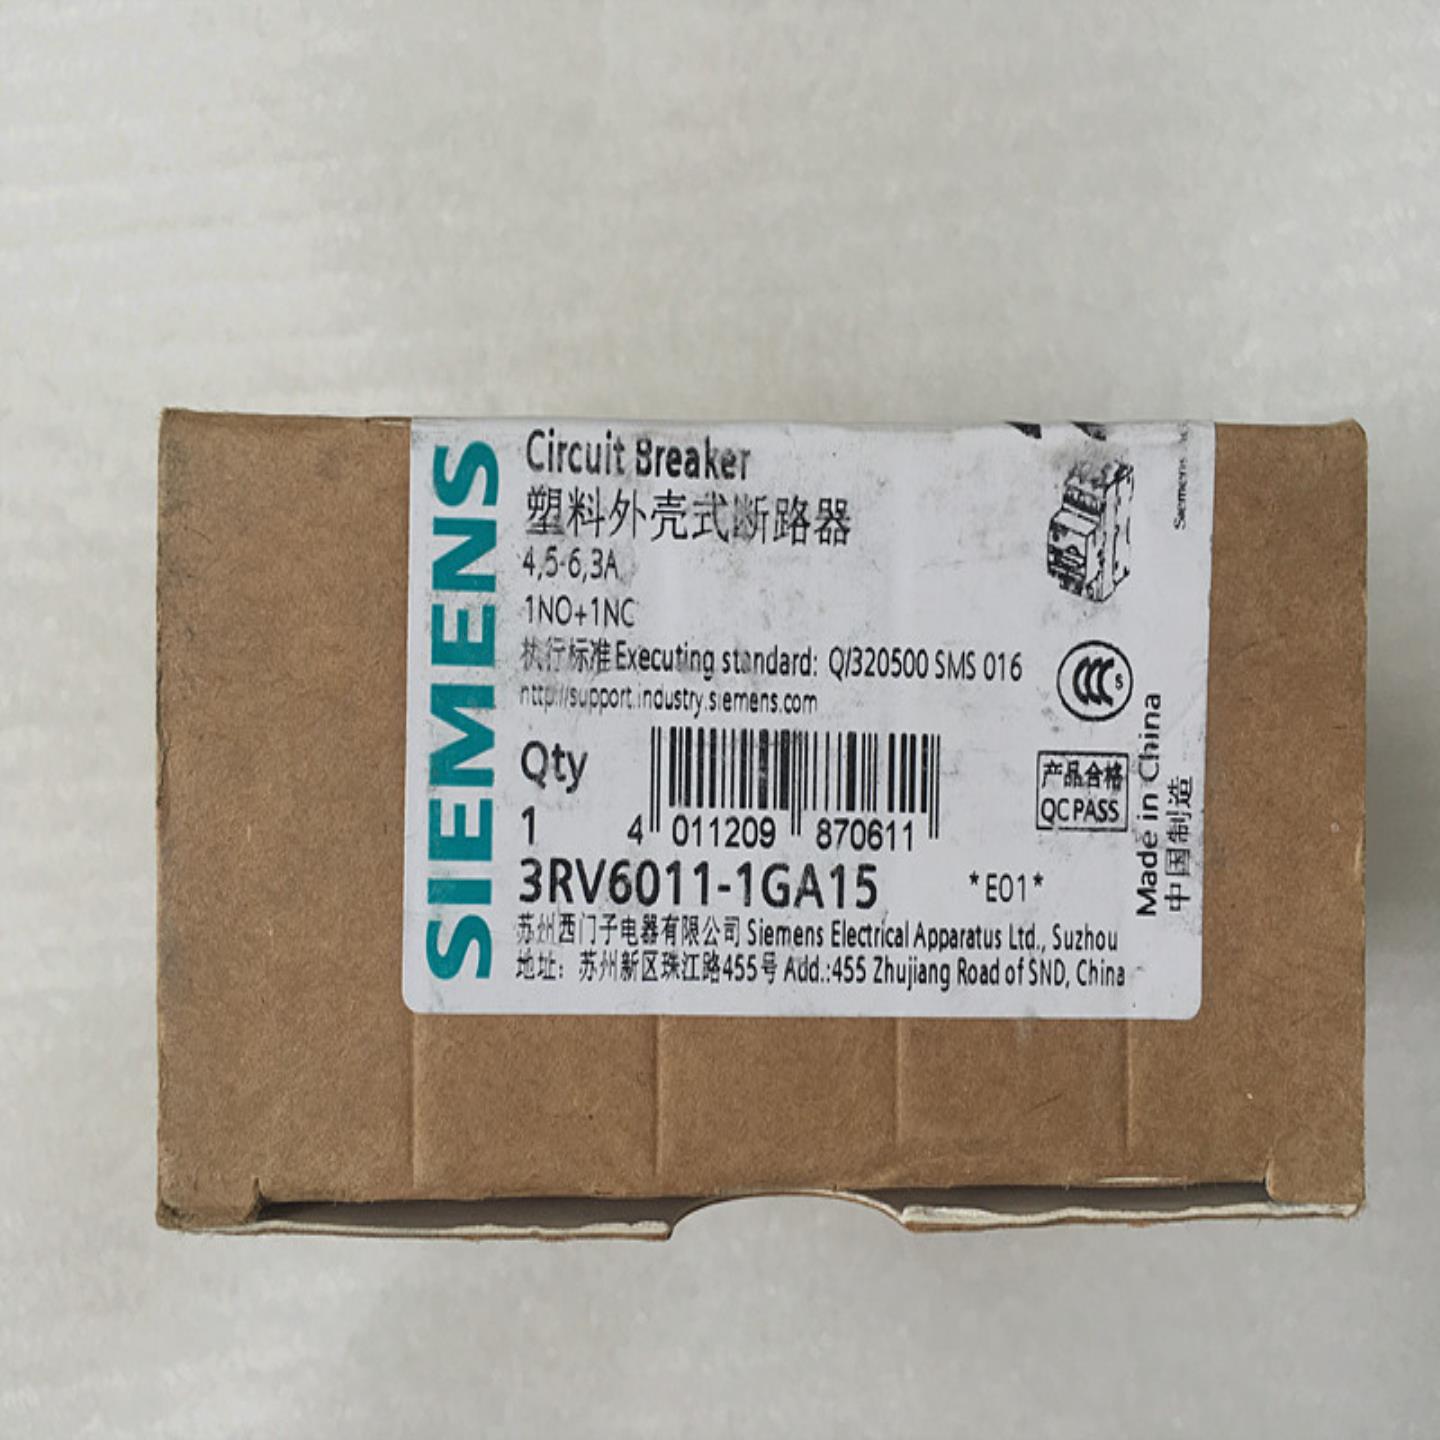 SIEMENS
Circuit Breaker
塑料外壳式断路器
4,5-6,3A
1NO+1NC
执行标准 Executing standard: Q/320500 SMS 016
http://support.industry.siemens.com
Qty
1
4 011209 870611
3RV6011-1GA15 *E01*
苏州西门子电器有限公司 Siemens Electrical Apparatus Ltd., Suzhou
地址：苏州新区珠江路455号 Add.:455 Zhujiang Road of SND, China
Siemens
CCC S
产品合格
QC PASS
Made in China
中国制造